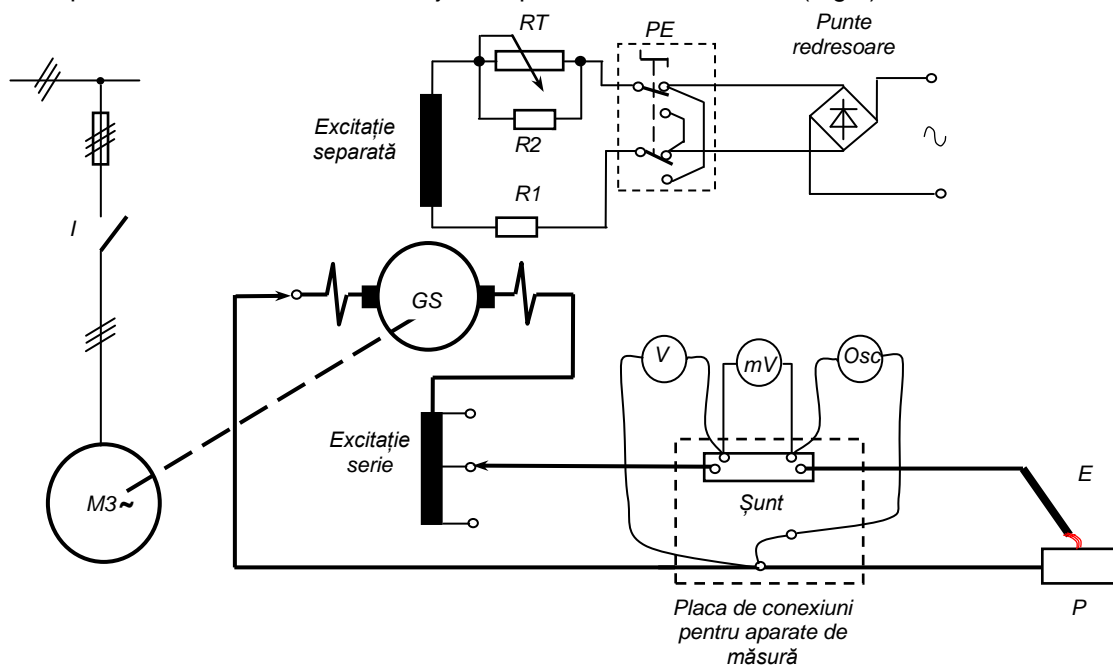 RT
PE
Punte
redresoare
Excitație
separată
R2
R1
I
GS
V
mV
Osc
Excitație
serie
Șunt
E
M3~
P
Placa de conexiuni
pentru aparate de
măsură